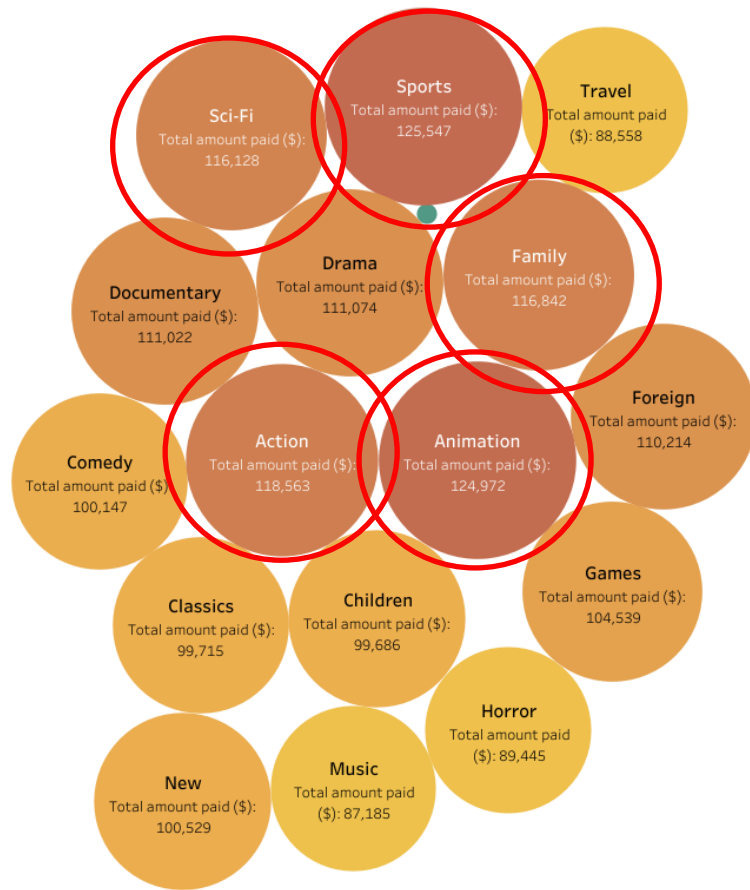 Sports
Total amount paid ($):
125,547
Travel
Total amount paid
($): 88,558
Sci-Fi
Total amount paid ($):
116,128
Family
Total amount paid ($):
116,842
Drama
Total amount paid ($):
111,074
Documentary
Total amount paid ($):
111,022
Foreign
Total amount paid ($):
110,214
Action
Total amount paid ($):
118,563
Animation
Total amount paid ($):
124,972
Comedy
Total amount paid ($)
100,147
Games
Total amount paid ($):
104,539
Classics
Total amount paid ($):
99,715
Children
Total amount paid ($):
99,686
Horror
Total amount paid
($): 89,445
New
Total amount paid ($):
100,529
Music
Total amount paid
($): 87,185